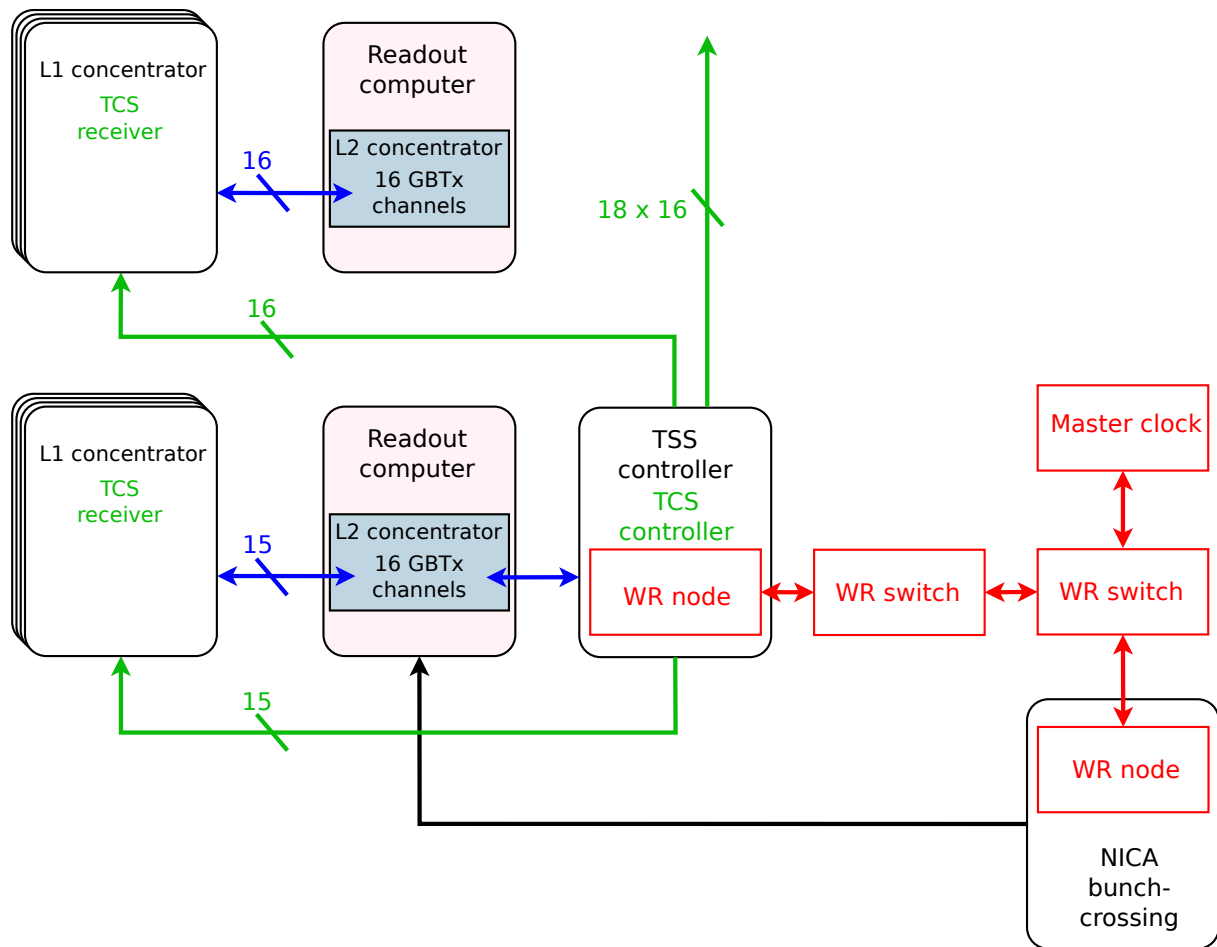 L1 concentrator
TCS
receiver
16
Readout
computer
L2 concentrator
16 GBTx
channels
18 x 16
16
L1 concentrator
TCS
receiver
15
Readout
computer
L2 concentrator
16 GBTx
channels
TSS
controller
TCS
controller
WR node
WR switch
Master clock
WR switch
15
WR node
NICA
bunch-
crossing